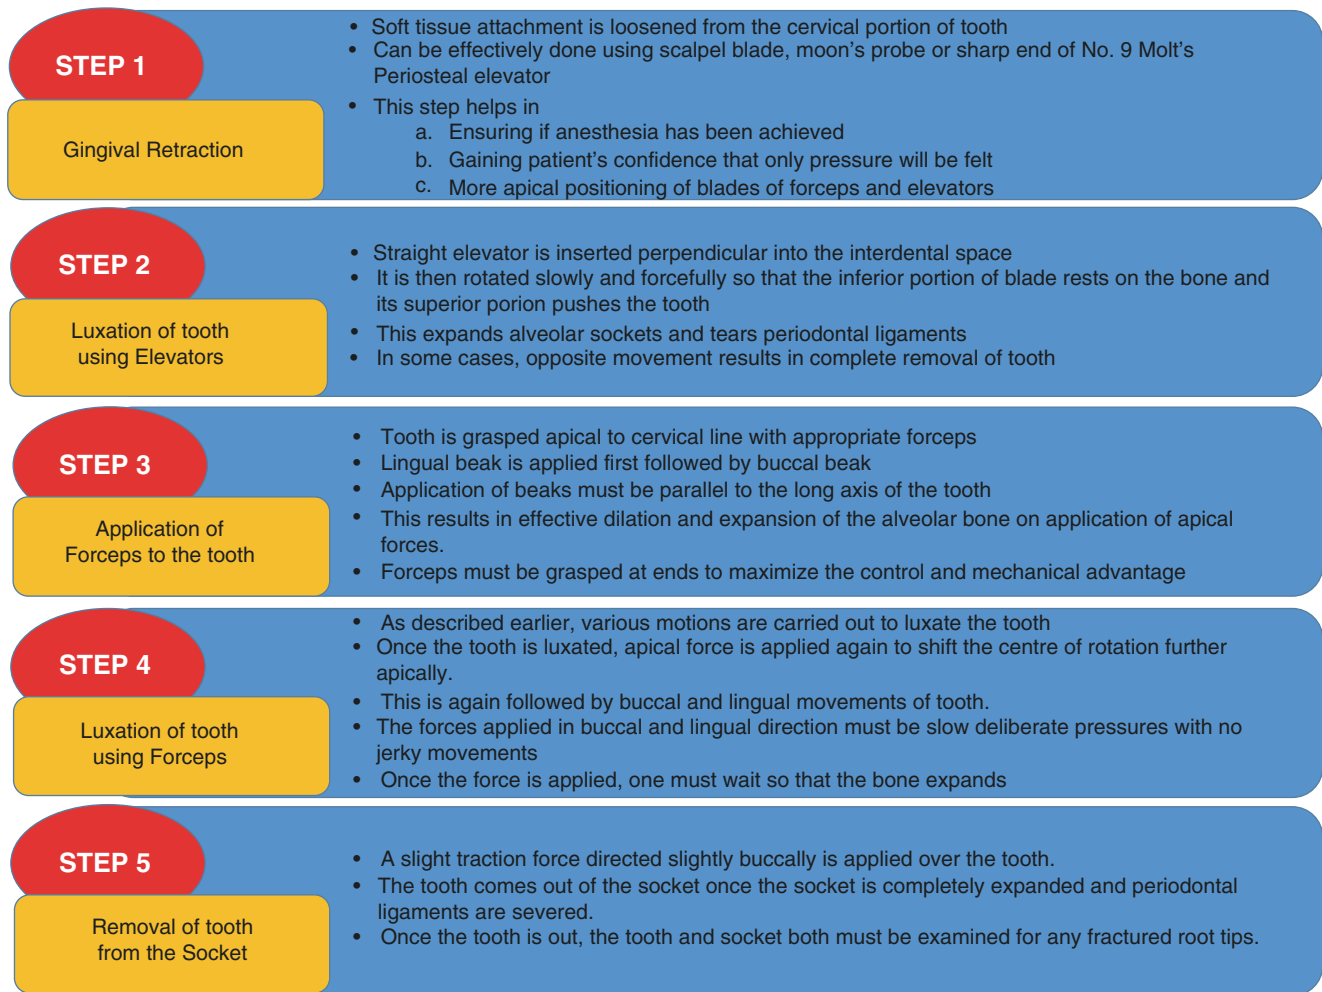 STEP 1
Gingival Retraction
• Soft tissue attachment is loosened from the cervical portion of tooth
• Can be effectively done using scalpel blade, moon's probe or sharp end of No. 9 Molt's
Periosteal elevator
• This step helps in
a. Ensuring if anesthesia has been achieved
b. Gaining patient's confidence that only pressure will be felt
c. More apical positioning of blades of forceps and elevators
STEP 2
Luxation of tooth
using Elevators
• Straight elevator is inserted perpendicular into the interdental space
• It is then rotated slowly and forcefully so that the inferior portion of blade rests on the bone and
its superior porion pushes the tooth
• This expands alveolar sockets and tears periodontal ligaments
• In some cases, opposite movement results in complete removal of tooth
STEP 3
Application of
Forceps to the tooth
• Tooth is grasped apical to cervical line with appropriate forceps
• Lingual beak is applied first followed by buccal beak
• Application of beaks must be parallel to the long axis of the tooth
• This results in effective dilation and expansion of the alveolar bone on application of apical
forces.
• Forceps must be grasped at ends to maximize the control and mechanical advantage
STEP 4
Luxation of tooth
using Forceps
• As described earlier, various motions are carried out to luxate the tooth
• Once the tooth is luxated, apical force is applied again to shift the centre of rotation further
apically.
• This is again followed by buccal and lingual movements of tooth.
• The forces applied in buccal and lingual direction must be slow deliberate pressures with no
jerky movements
• Once the force is applied, one must wait so that the bone expands
STEP 5
Removal of tooth
from the Socket
• A slight traction force directed slightly buccally is applied over the tooth.
• The tooth comes out of the socket once the socket is completely expanded and periodontal
ligaments are severed.
• Once the tooth is out, the tooth and socket both must be examined for any fractured root tips.